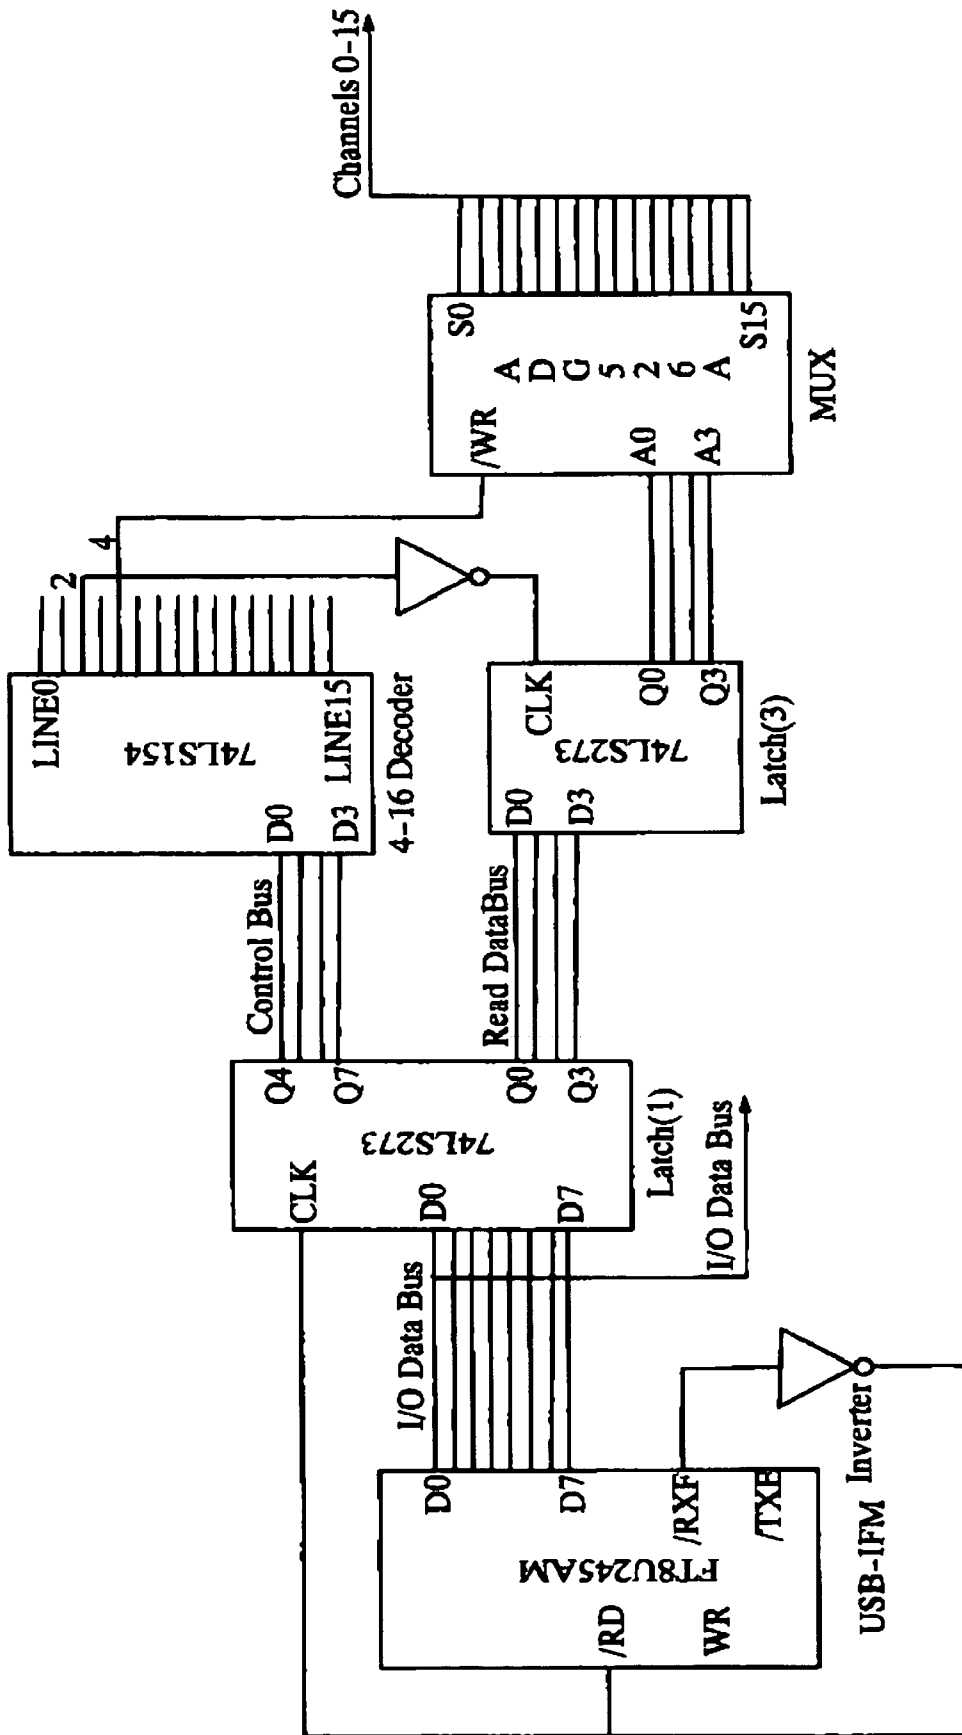 Channels 0-15
S0
S15
A
D
G
5
2
6
A
/WR
A0
A3
MUX
4
2
LINE0
LINE15
74LS154
D0
D3
4-16 Decoder
CLK
Q0
Q3
74LS273
D0
D3
Latch(3)
Control Bus
Read DataBus
Q4
Q7
Q0
Q3
74LS273
CLK
D0
D7
Latch(1)
I/O Data Bus
I/O Data Bus
D0
D7
/RXF
/TXE
FT8U245AM
/RD
WR
USB-IFM
Inverter